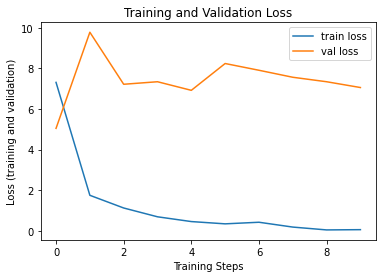 Training and Validation Loss
train loss
val loss
Loss (training and validation)
10
8
6
4
2
0
0 2 4 6 8
Training Steps